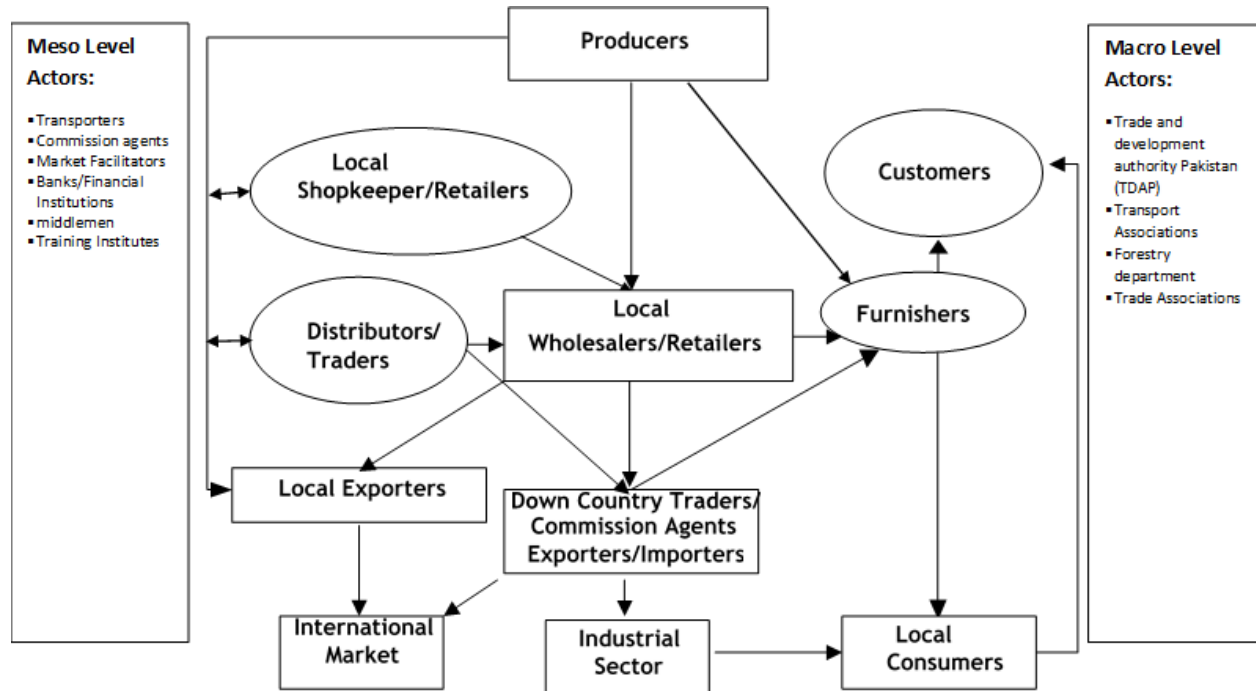 Meso Level
Actors:
▪Transporters
▪Commission agents
▪Market Facilitators
▪Banks/Financial
Institutions
▪middlemen
▪Training Institutes
Producers
Local
Shopkeeper/Retailers
Customers
Distributors/
Traders
Local
Wholesalers/Retailers
Furnishers
Local Exporters
Down Country Traders/
Commission Agents
Exporters/Importers
International
Market
Industrial
Sector
Local
Consumers
Macro Level
Actors:
▪Trade and
development
authority Pakistan
(TDAP)
▪Transport
Associations
▪Forestry
department
▪Trade Associations